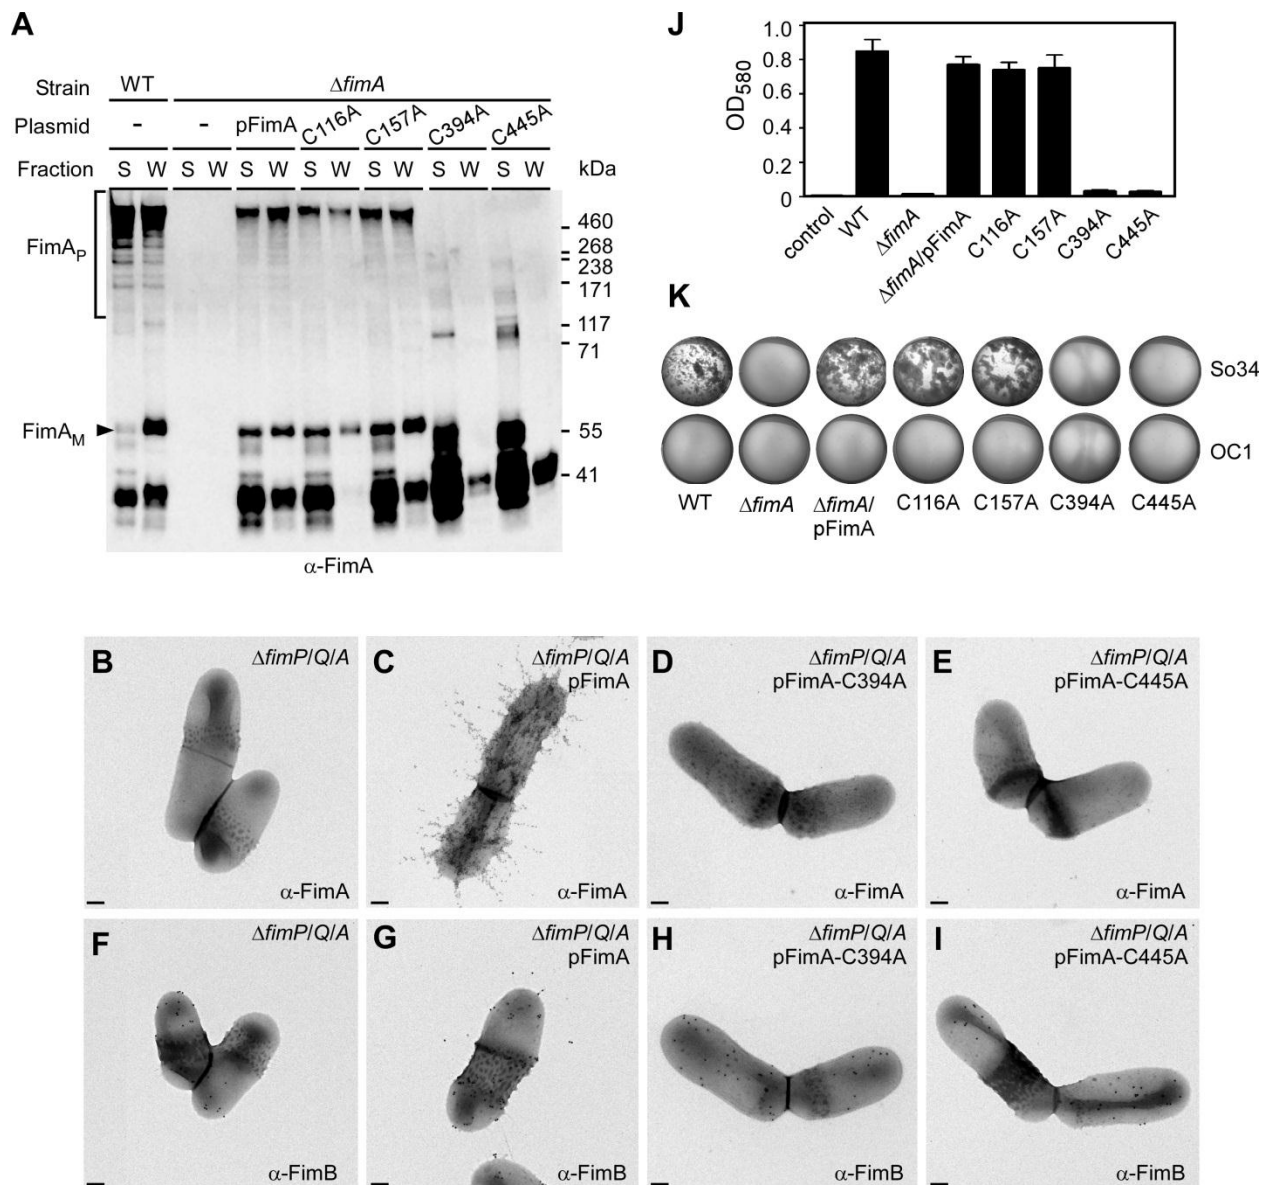 A
Strain WT ΔfimA
Plasmid - - pFimA C116A C157A C394A C445A
Fraction S W S W S W S W S W S W S W kDa
FimAP
460
268
238
171
117
71
FimAM
55
41
α-FimA
J
OD580
1.0
0.8
0.6
0.4
0.2
0
control WT ΔfimA ΔfimA/pFimA C116A C157A C394A C445A
K
So34
OC1
WT ΔfimA ΔfimA/ C116A C157A C394A C445A
pFimA
B ΔfimP/Q/A
α-FimA
C ΔfimP/Q/A
pFimA
α-FimA
D ΔfimP/Q/A
pFimA-C394A
α-FimA
E ΔfimP/Q/A
pFimA-C445A
α-FimA
F ΔfimP/Q/A
α-FimB
G ΔfimP/Q/A
pFimA
α-FimB
H ΔfimP/Q/A
pFimA-C394A
α-FimB
I ΔfimP/Q/A
pFimA-C445A
α-FimB